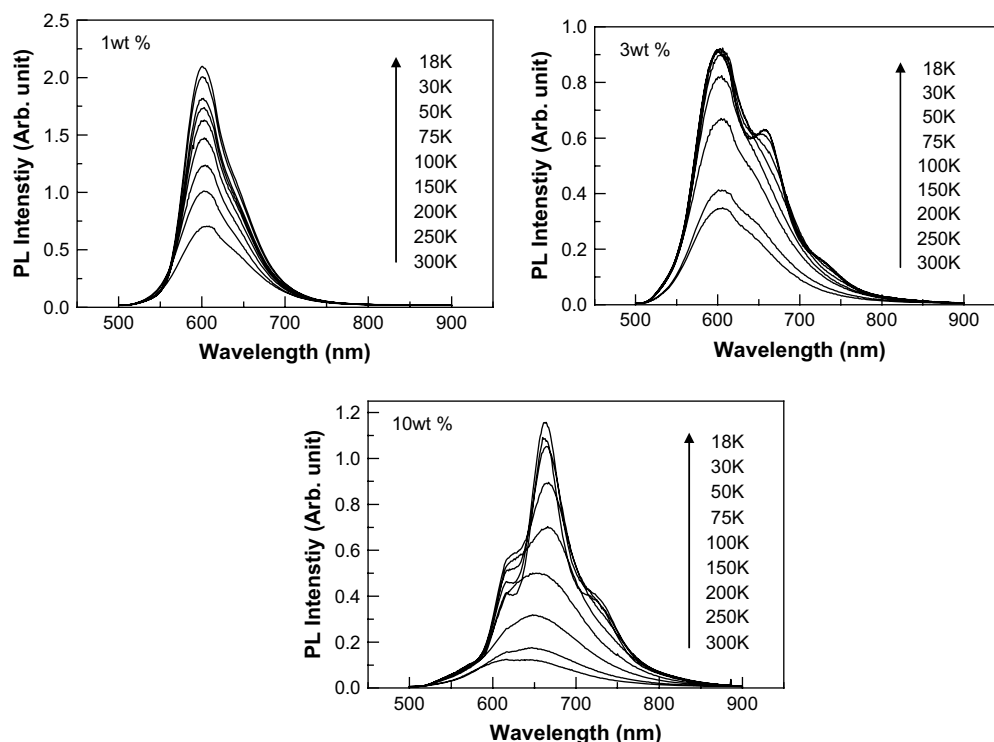 1wt %
2.5
2.0
1.5
1.0
0.5
0.0
PL Intenstiy (Arb. unit)
18K
30K
50K
75K
100K
150K
200K
250K
300K
500 600 700 800 900
Wavelength (nm)
3wt %
1.0
0.8
0.6
0.4
0.2
0.0
PL Intenstiy (Arb. unit)
18K
30K
50K
75K
100K
150K
200K
250K
300K
500 600 700 800 900
Wavelength (nm)
10wt %
1.2
1.0
0.8
0.6
0.4
0.2
0.0
PL Intenstiy (Arb. unit)
18K
30K
50K
75K
100K
150K
200K
250K
300K
500 600 700 800 900
Wavelength (nm)